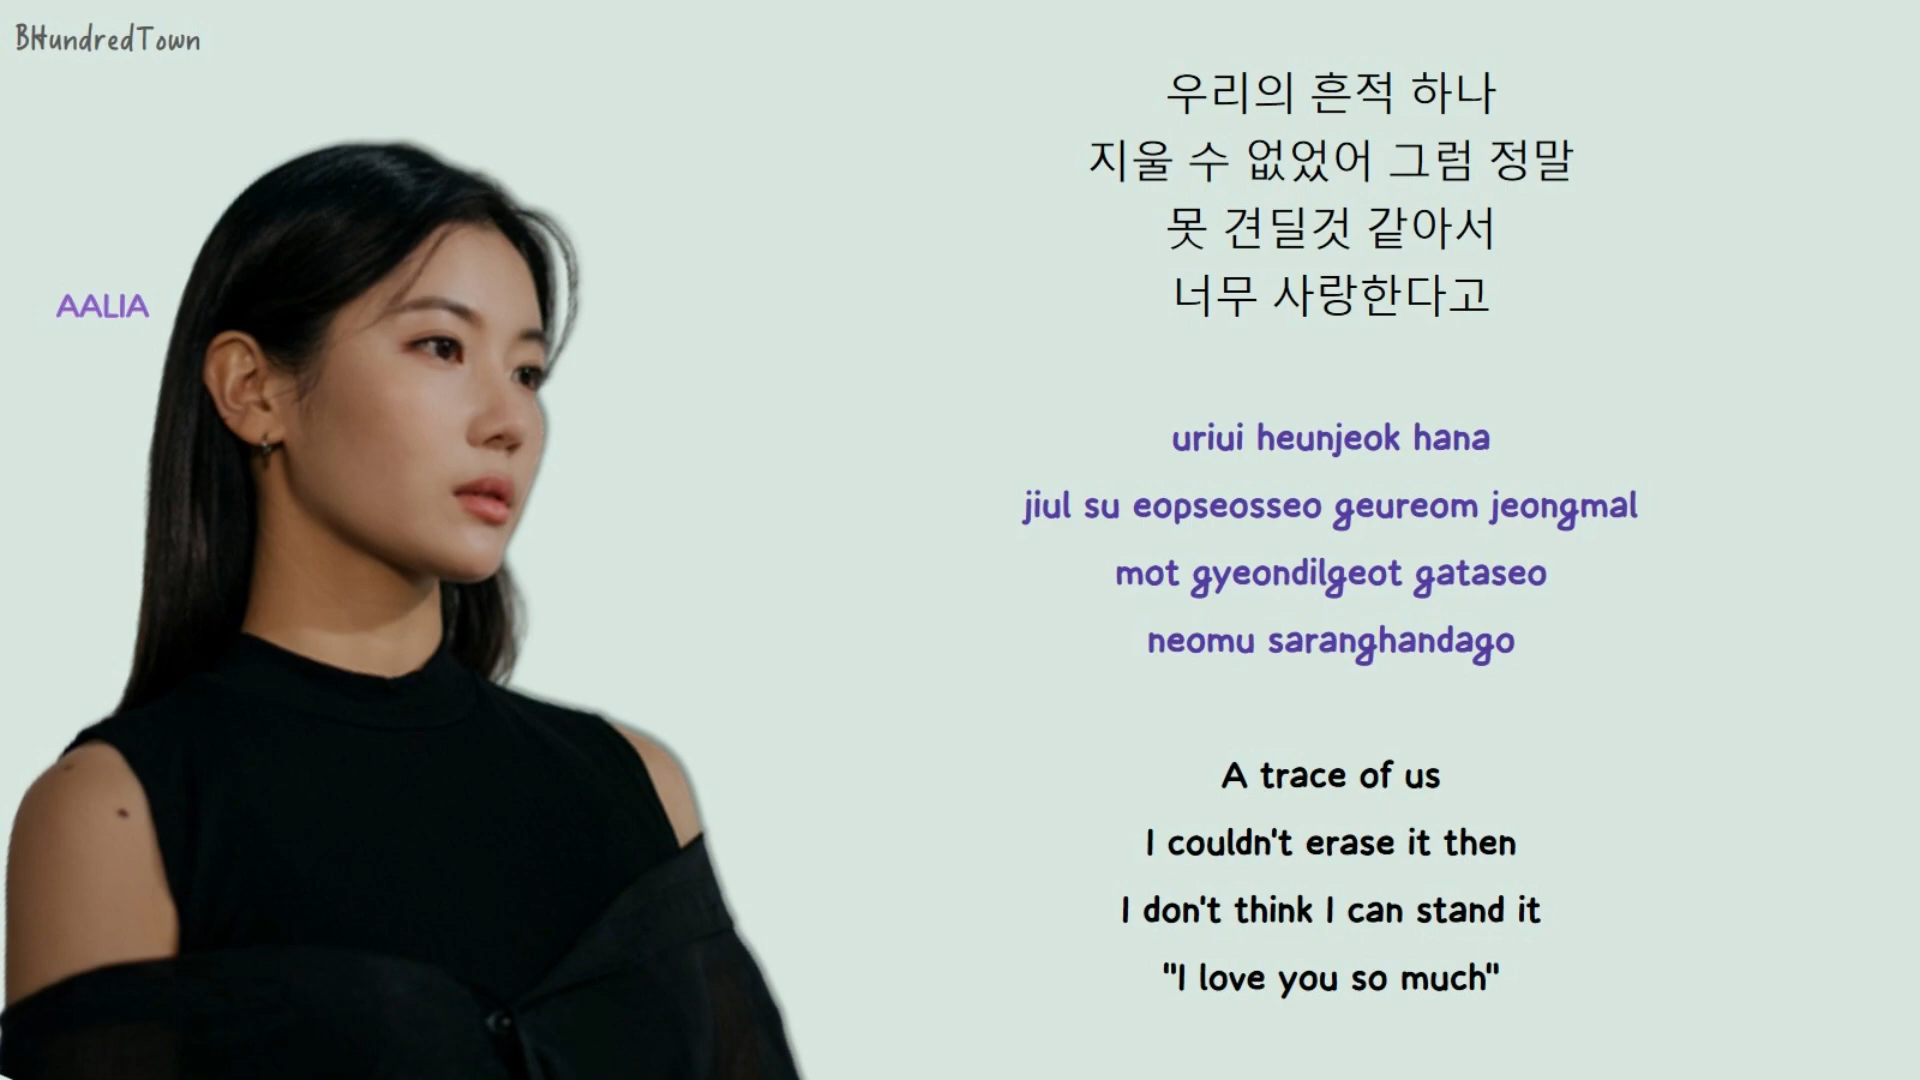 BHundredTown
AALIA
우리의 흔적 하나
지울 수 없었어 그럼 정말
못 견딜것 같아서
너무 사랑한다고
uriui heunjeok hana
jiul su eopseosseo geureom jeongmal
mot gyeondilgeot gataseo
neomu saranghandago
A trace of us
I couldn't erase it then
I don't think I can stand it
"I love you so much"